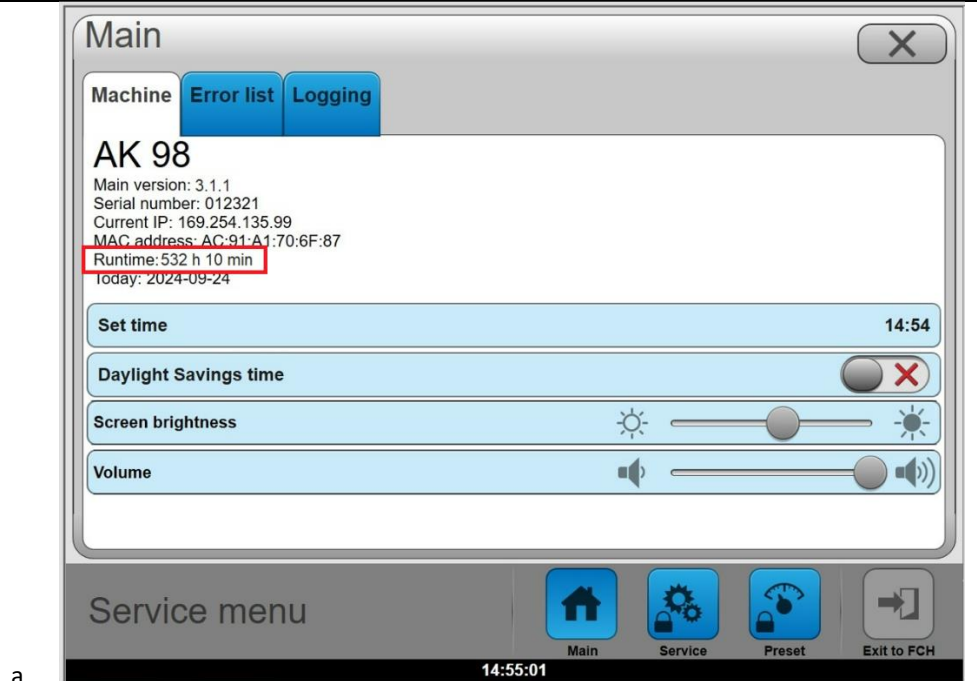 Main
Machine Error list Logging
AK 98
Main version: 3.1.1
Serial number: 012321
Current IP: 169.254.135.99
MAC address: AC:91:A1:70:6F:87
Runtime: 532 h 10 min
Today: 2024-09-24
Set time 14:54
Daylight Savings time
Screen brightness
Volume
Service menu
Main Service Preset Exit to FCH
14:55:01
a